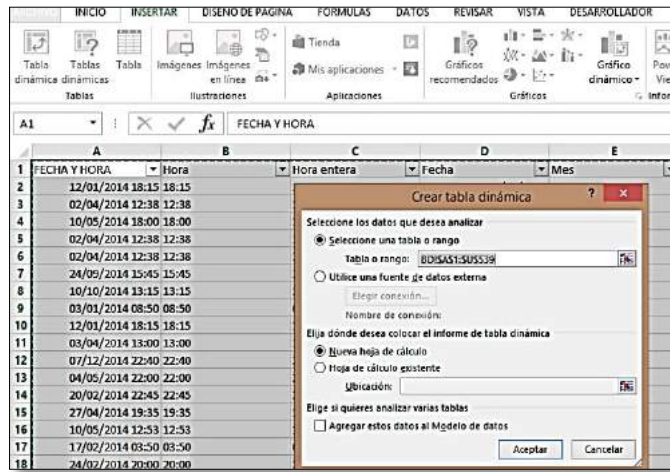 INICIO INSERTAR DISEÑO DE PÁGINA FÓRMULAS DATOS REVISAR VISTA DESARROLLADOR
Tabla dinámica
Tablas dinámicas
Tabla
Imágenes
Imágenes en línea
Tienda
Mis aplicaciones
Gráficos recomendados
Gráfico dinámico
Tablas Ilustraciones Aplicaciones Gráficos
A1 fx FECHA Y HORA
A B C D E
1 FECHA Y HORA Hora Hora entera Fecha Mes
2 12/01/2014 18:15 18:15
3 02/04/2014 12:38 12:38
4 10/05/2014 18:00 18:00
5 02/04/2014 12:38 12:38
6 02/04/2014 12:38 12:38
7 24/09/2014 15:45 15:45
8 10/10/2014 13:15 13:15
9 03/01/2014 08:50 08:50
10 12/01/2014 18:15 18:15
11 03/04/2014 13:00 13:00
12 07/12/2014 22:40 22:40
13 04/05/2014 22:00 22:00
14 20/02/2014 22:45 22:45
15 27/04/2014 19:35 19:35
16 10/05/2014 12:53 12:53
17 17/02/2014 03:50 03:50
18 24/02/2014 20:00 20:00
Crear tabla dinámica ? x
Seleccione los datos que desea analizar
Seleccione una tabla o rango
Tabla o rango:
Utilice una fuente de datos externa
Elegir conexión...
Nombre de conexión:
Elija dónde desea colocar el informe de tabla dinámica
Nueva hoja de cálculo
Hoja de cálculo existente
Ubicación:
Elige si quieres analizar varias tablas
Agregar estos datos al Modelo de datos
Aceptar Cancelar